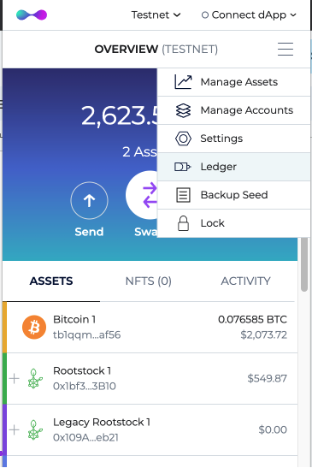 Testnet Connect dApp
OVERVIEW (TESTNET)
Manage Assets
2,623.5
Manage Accounts
Settings
2 Ass
Ledger
Backup Seed
Send Swa
Lock
ASSETS NFTS (0) ACTIVITY
Bitcoin 1 0.076585 BTC
tb1qqm...af56 $2,073.72
Rootstock 1
0x1bf3...3B10 $549.87
Legacy Rootstock 1
0x109A...eb21 $0.00